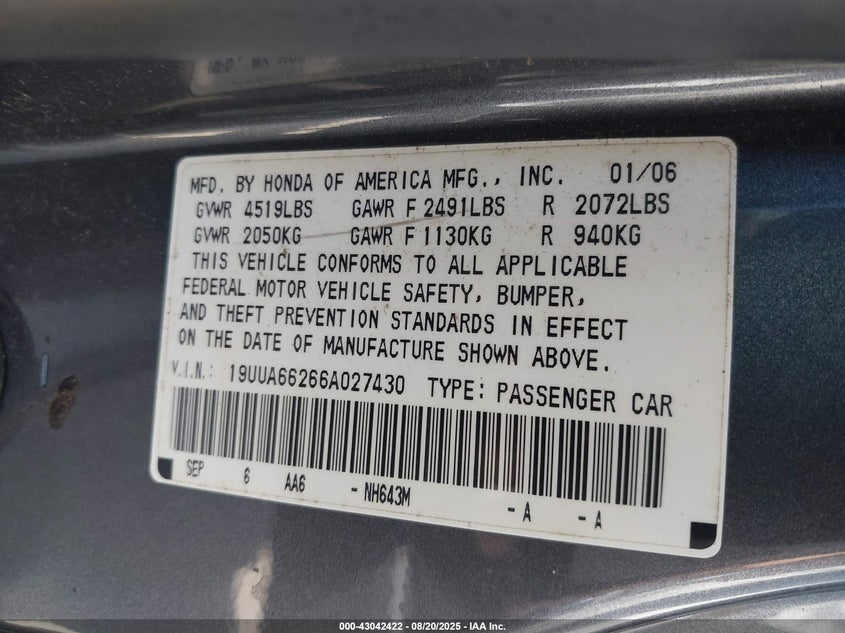 MFD. BY HONDA OF AMERICA MFG., INC. 01/06
GVWR 4519LBS GAWR F 2491LBS R 2072LBS
GVWR 2050KG GAWR F 1130KG R 940KG
THIS VEHICLE CONFORMS TO ALL APPLICABLE
FEDERAL MOTOR VEHICLE SAFETY, BUMPER,
AND THEFT PREVENTION STANDARDS IN EFFECT
ON THE DATE OF MANUFACTURE SHOWN ABOVE.
V.I.N.: 19UUA66266A027430 TYPE: PASSENGER CAR
SEP 6 AA6 - NH643M - A - A
000-43042422 — 08/20/2025 — IAA Inc.